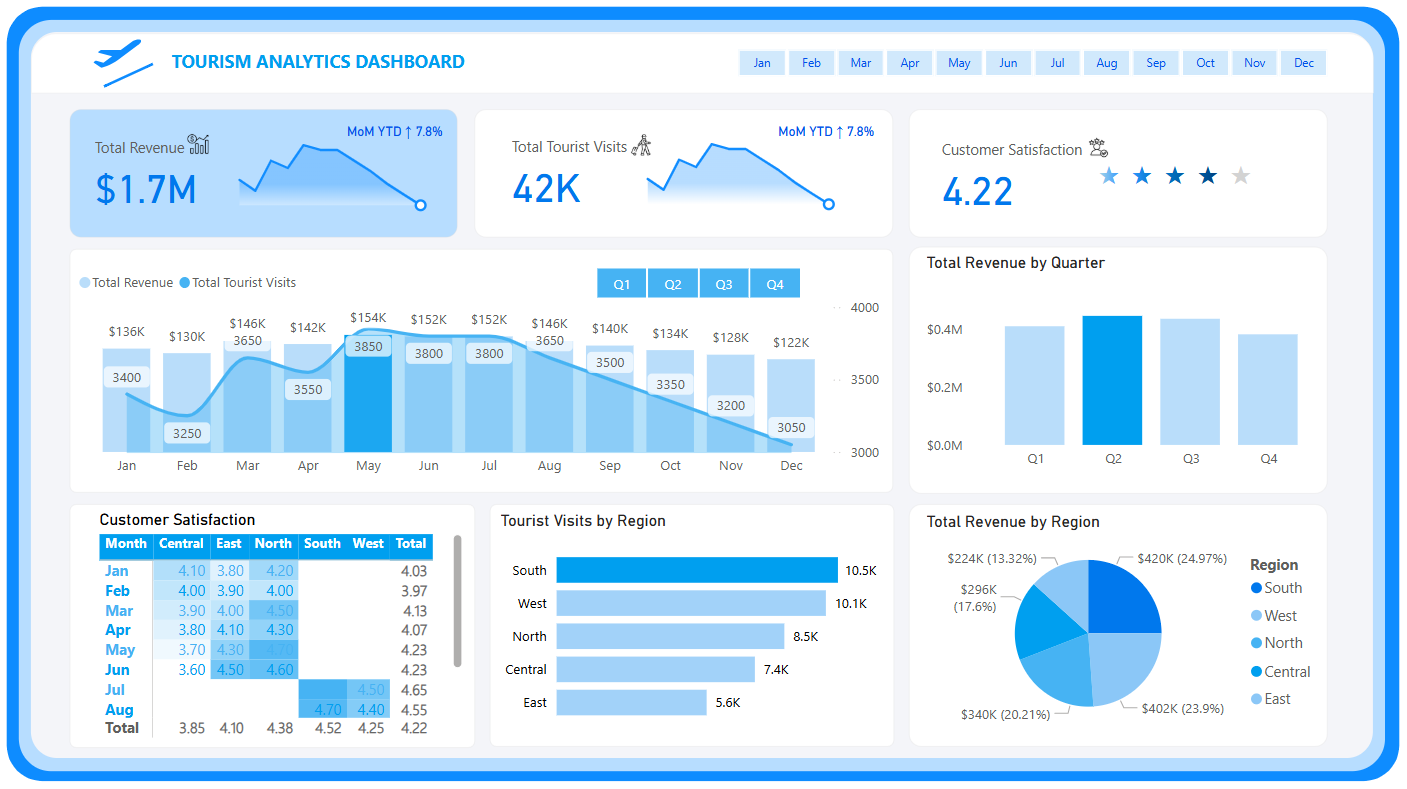 TOURISM ANALYTICS DASHBOARD
Jan Feb Mar Apr May Jun Jul Aug Sep Oct Nov Dec
Total Revenue
MoM YTD ↑ 7.8%
$1.7M
Total Tourist Visits
MoM YTD ↑ 7.8%
42K
Customer Satisfaction
4.22
Total Revenue Total Tourist Visits
Q1 Q2 Q3 Q4
$136K $130K $146K $142K $154K $152K $152K $146K $140K $134K $128K $122K
3400 3250 3650 3550 3850 3800 3800 3650 3500 3350 3200 3050
4000
3500
3000
Jan Feb Mar Apr May Jun Jul Aug Sep Oct Nov Dec
Total Revenue by Quarter
$0.4M
$0.2M
$0.0M
Q1 Q2 Q3 Q4
Customer Satisfaction
Month Central East North South West Total
Jan 4.10 3.80 4.20 4.03
Feb 4.00 3.90 4.00 3.97
Mar 3.90 4.00 4.50 4.13
Apr 3.80 4.10 4.30 4.07
May 3.70 4.30 4.70 4.23
Jun 3.60 4.50 4.60 4.23
Jul 4.50 4.65
Aug 4.70 4.40 4.55
Total 3.85 4.10 4.38 4.52 4.25 4.22
Tourist Visits by Region
South 10.5K
West 10.1K
North 8.5K
Central 7.4K
East 5.6K
Total Revenue by Region
$224K (13.32%)
$420K (24.97%)
$296K
(17.6%)
$340K (20.21%)
$402K (23.9%)
Region
South
West
North
Central
East